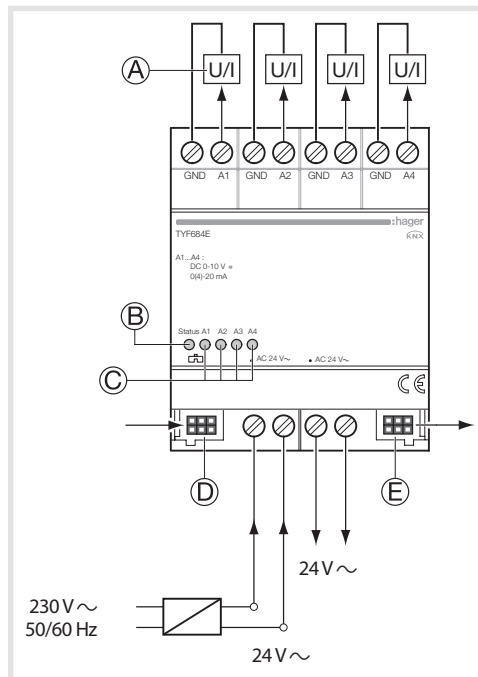 A
U/I U/I U/I U/I
GND A1 GND A2 GND A3 GND A4
:hager
TYF684E
KNX
A1...A4 :
DC 0-10 V
0(4)-20 mA
B
Status A1 A2 A3 A4
AC 24 V~ • AC 24 V~
C
CE
D
E
24 V ~
230 V ~
50/60 Hz
24 V ~